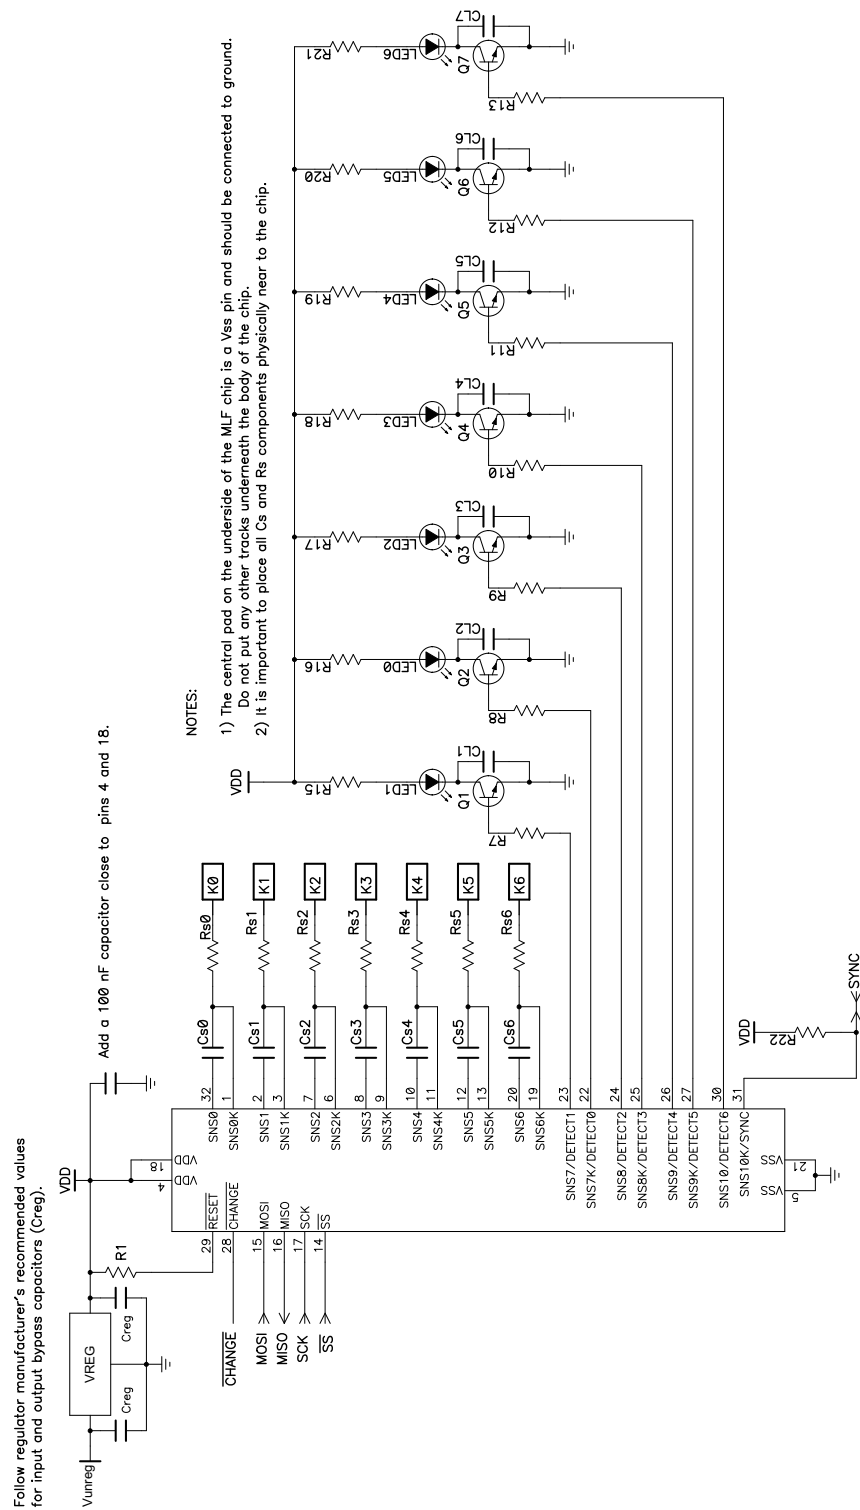 Follow regulator manufacturer's recommended values
for input and output bypass capacitors (Creg).
Vunreg
VREG
Creg
Creg
R1
VDD
Add a 100 nF capacitor close to pins 4 and 18.
NOTES:
1) The central pad on the underside of the MLF chip is a Vss pin and should be connected to ground.
Do not put any other tracks underneath the body of the chip.
2) It is important to place all Cs and Rs components physically near to the chip.
CHANGE
MOSI
MISO
SCK
SS
29 RESET
28 CHANGE
15 MOSI
16 MISO
17 SCK
14 SS
4 VDD
18 VDD
5 VSS
21 VSS
SNS0 32
SNS0K 1
SNS1 2
SNS1K 3
SNS2 7
SNS2K 6
SNS3 8
SNS3K 9
SNS4 10
SNS4K 11
SNS5 12
SNS5K 13
SNS6 20
SNS6K 19
SNS7/DETECT1 23
SNS7K/DETECT0 22
SNS8/DETECT2 24
SNS8K/DETECT3 25
SNS9/DETECT4 26
SNS9K/DETECT5 27
SNS10/DETECT6 30
SNS10K/SYNC 31
Cs0 Rs0 K0
Cs1 Rs1 K1
Cs2 Rs2 K2
Cs3 Rs3 K3
Cs4 Rs4 K4
Cs5 Rs5 K5
Cs6 Rs6 K6
VDD
R15 LED1 Q1 CL1 R7
R16 LED0 Q2 CL2 R8
R17 LED2 Q3 CL3 R9
R18 LED3 Q4 CL4 R10
R19 LED4 Q5 CL5 R11
R20 LED5 Q6 CL6 R12
R21 LED6 Q7 CL7 R13
VDD
R22
SYNC